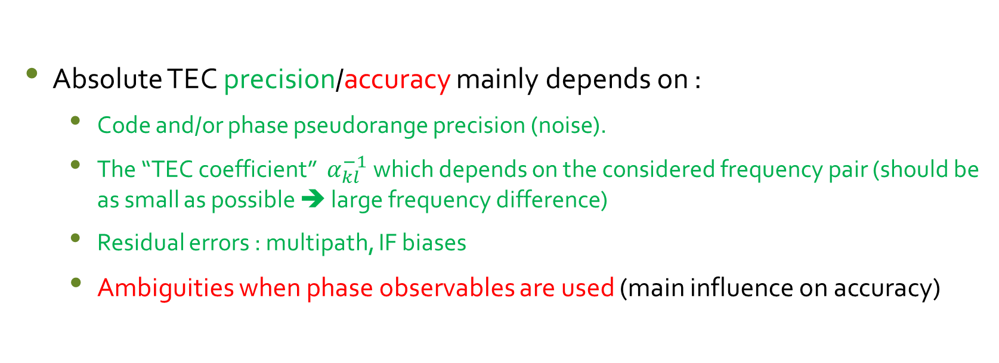 • Absolute TEC precision/accuracy mainly depends on :
• Code and/or phase pseudorange precision (noise).
• The “TEC coefficient” $\alpha_{kl}^{-1}$ which depends on the considered frequency pair (should be
as small as possible ➔ large frequency difference)
• Residual errors : multipath, IF biases
• Ambiguities when phase observables are used (main influence on accuracy)